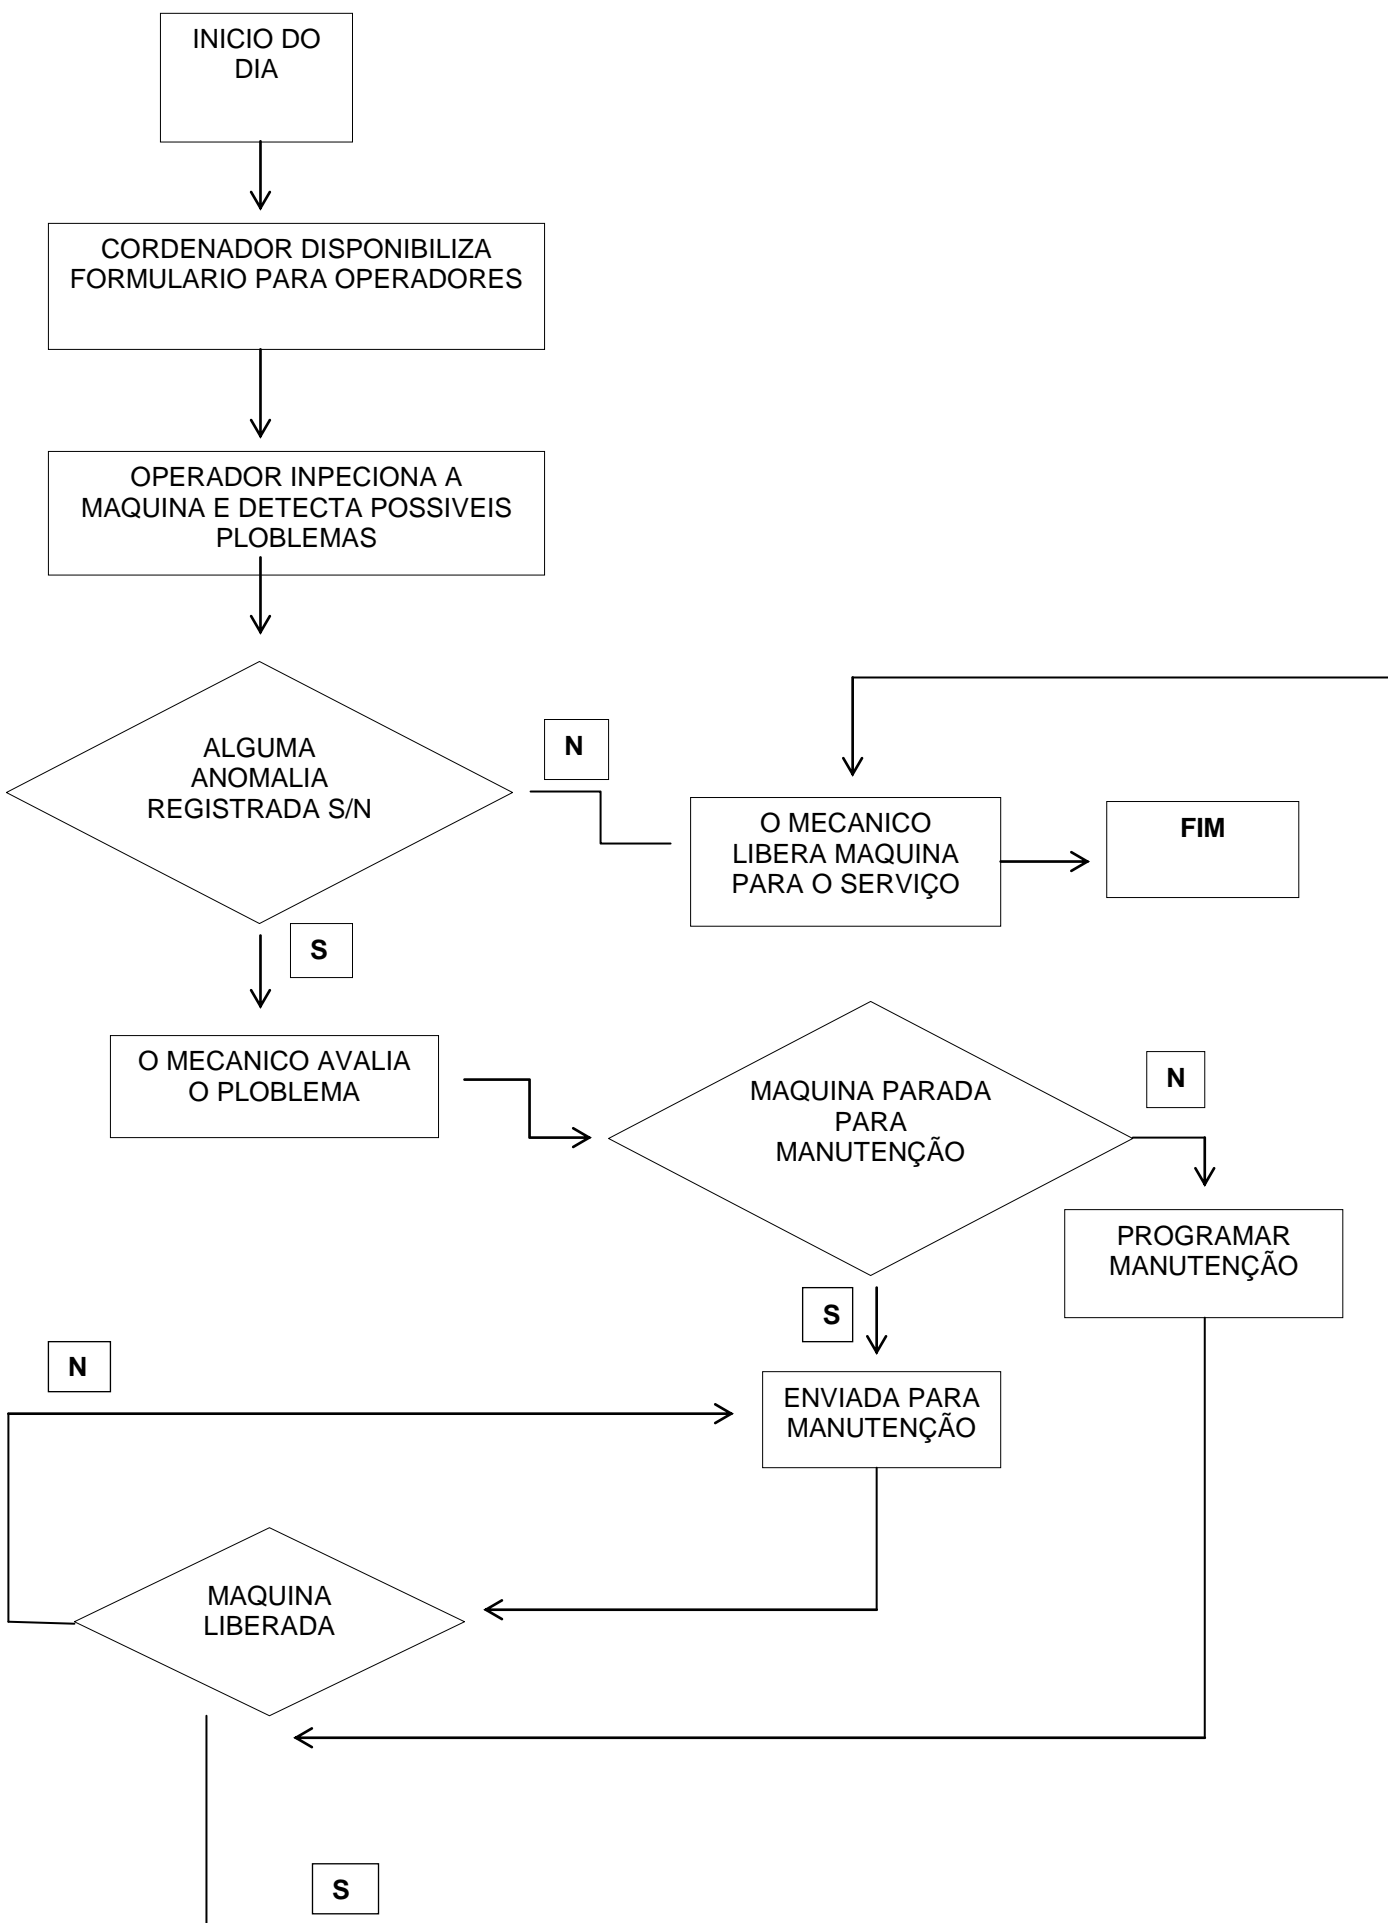 INICIO DO
DIA
CORDENADOR DISPONIBILIZA
FORMULARIO PARA OPERADORES
OPERADOR INPECIONA A
MAQUINA E DETECTA POSSIVEIS
PLOBLEMAS
ALGUMA
ANOMALIA
REGISTRADA S/N
N
O MECANICO
LIBERA MAQUINA
PARA O SERVIÇO
FIM
S
O MECANICO AVALIA
O PLOBLEMA
MAQUINA PARADA
PARA
MANUTENÇÃO
N
PROGRAMAR
MANUTENÇÃO
S
N
ENVIADA PARA
MANUTENÇÃO
MAQUINA
LIBERADA
S